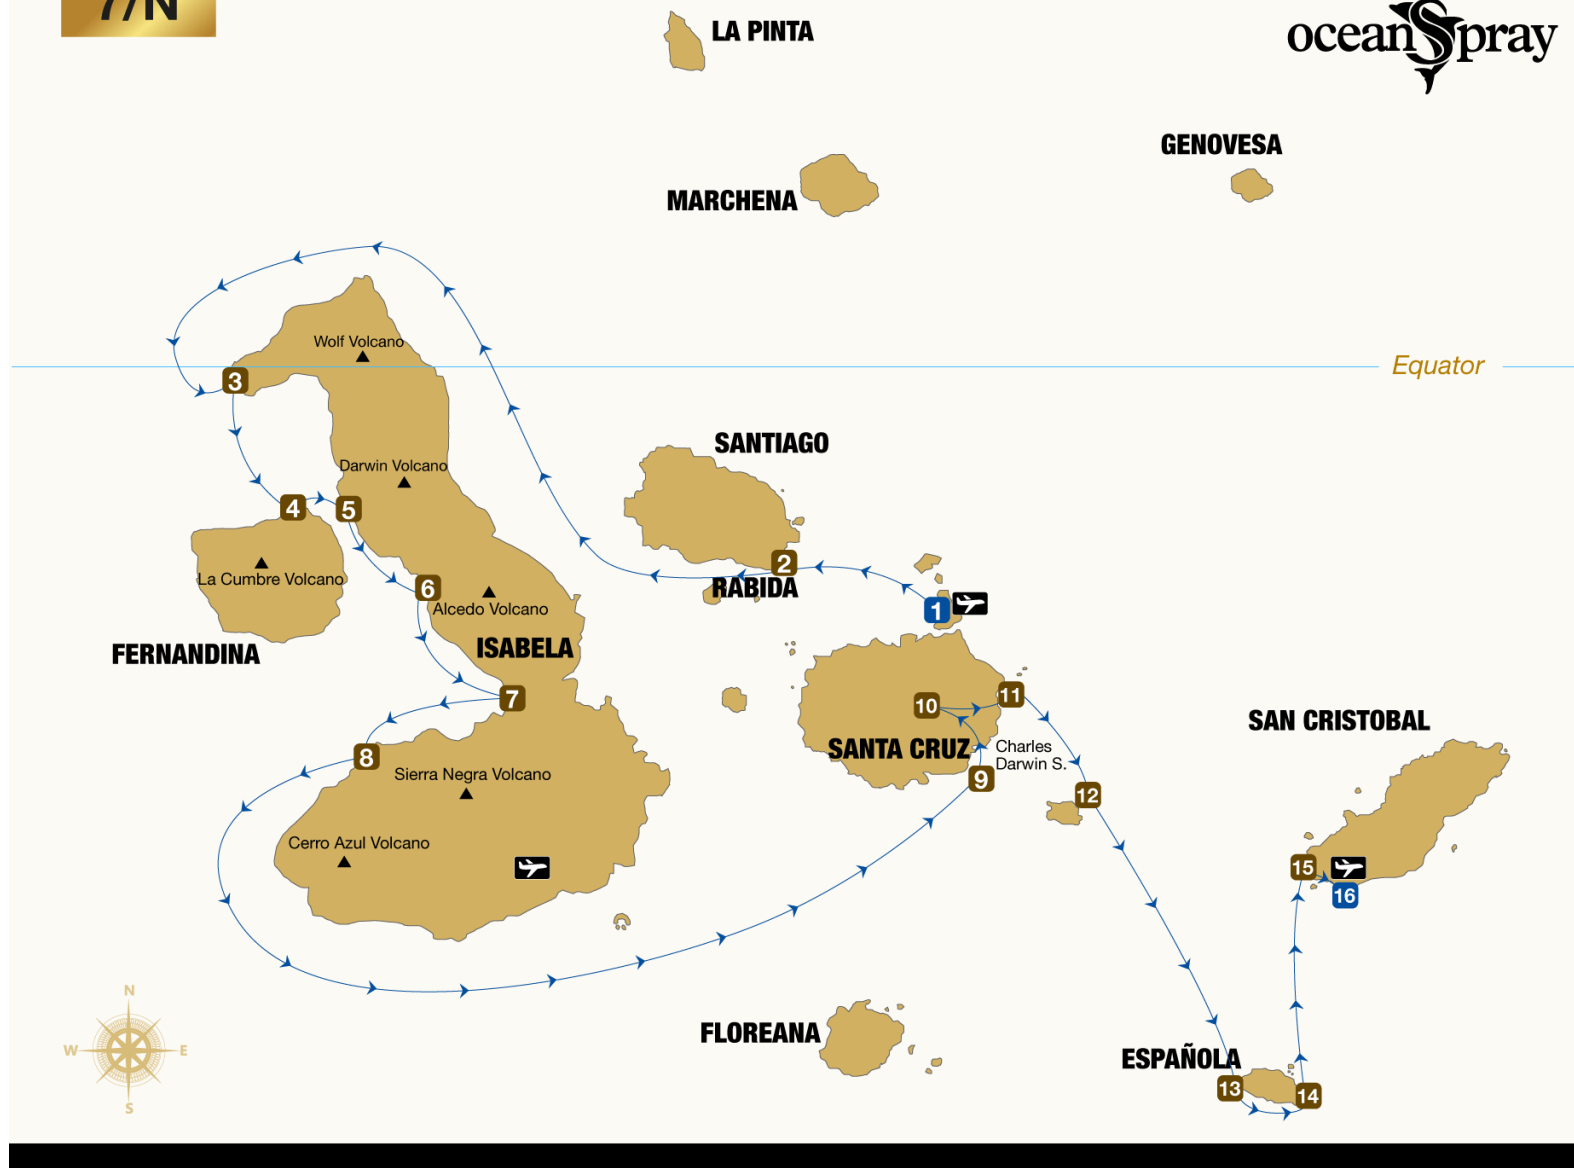 7/N
LA PINTA
oceanSpray
GENOVESA
MARCHENA
Wolf Volcano
Equator
3
SANTIAGO
Darwin Volcano
4
5
2
La Cumbre Volcano
RABIDA
6
1
Alcedo Volcano
ISABELA
FERNANDINA
7
11
10
SAN CRISTOBAL
SANTA CRUZ
Charles
Darwin S.
8
Sierra Negra Volcano
9
12
Cerro Azul Volcano
15
16
N
W
E
S
FLOREANA
ESPAÑOLA
13
14